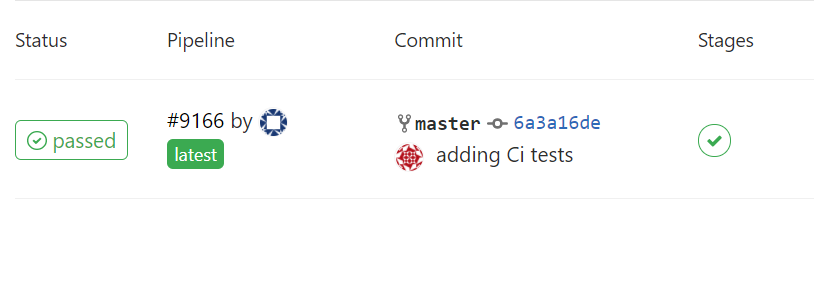 Status Pipeline Commit Stages
passed #9166 by master 6a3a16de
latest adding Ci tests